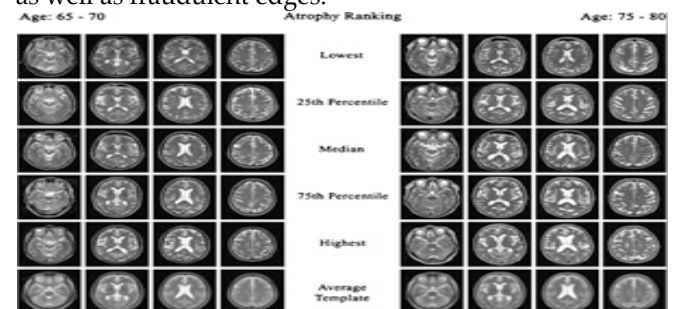 as well as fraudulent edges.
Age: 65 - 70 Atrophy Ranking Age: 75 - 80
Lowest
25th Percentile
Median
75th Percentile
Highest
Average
Template